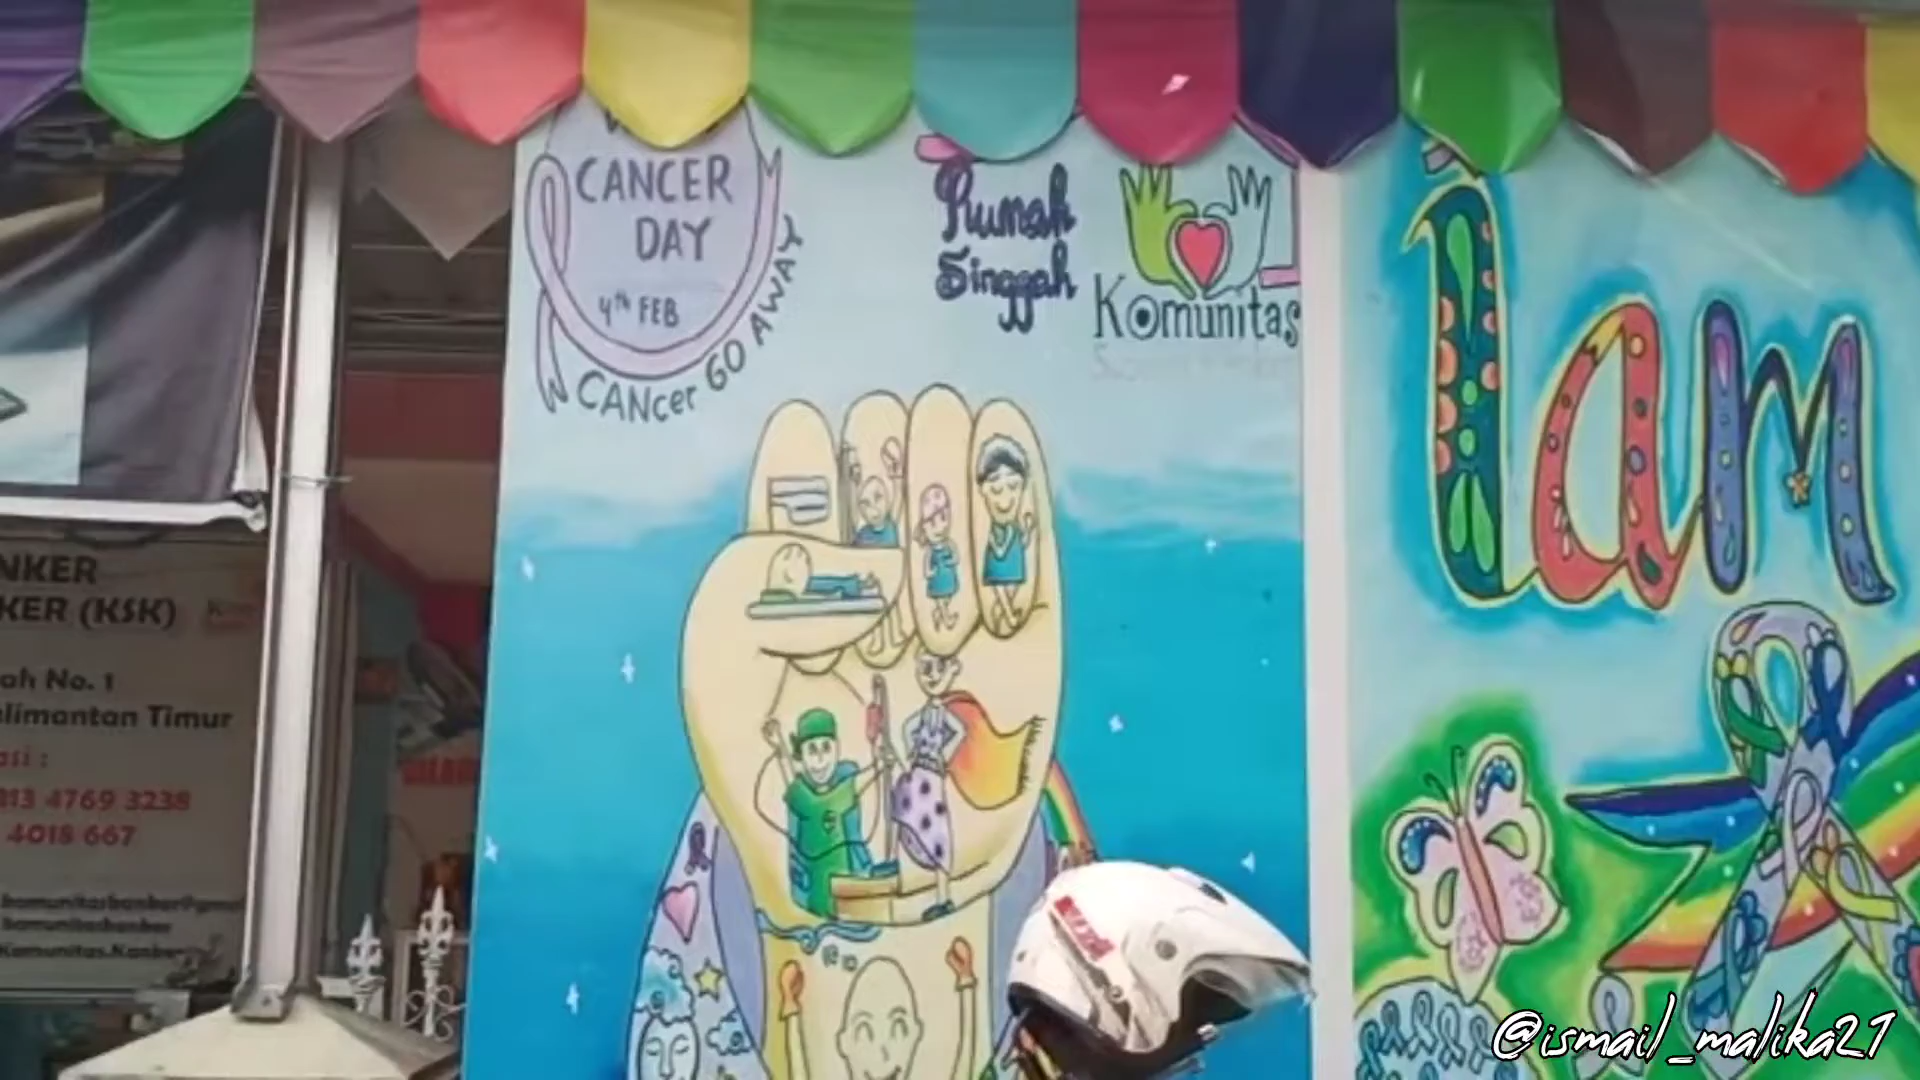 CANCER
DAY
4th FEB
CANcer GO AWAY
Rumah
Singgah
Komunitas
Iam
NKER
KER (KSK)
ah No. 1
alimantan Timur
asi :
813 4769 3238
4018 667
@ismail_malika21